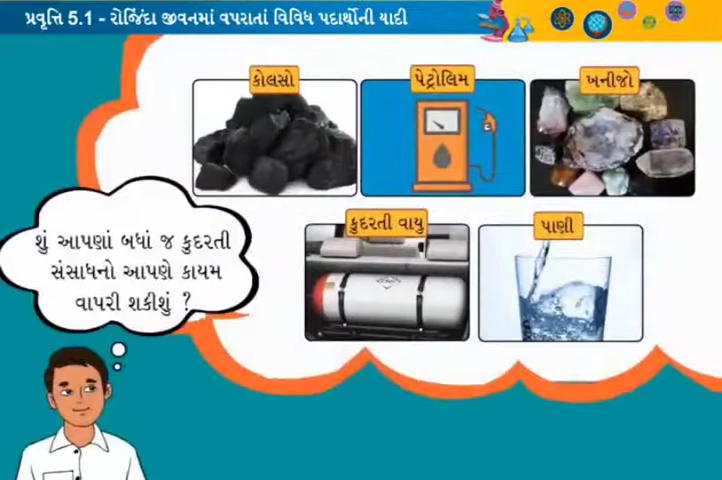 પ્રવૃત્તિ 5.1 - રોજિંદા જીવનમાં વપરાતાં વિવિધ પદાર્થોની યાદી
કોલસો
પેટ્રોલિમ
ખનીજો
કુદરતી વાયુ
પાણી
શું આપણાં બધાં જ કુદરતી
સંસાધનો આપણે કાયમ
વાપરી શકીશું ?